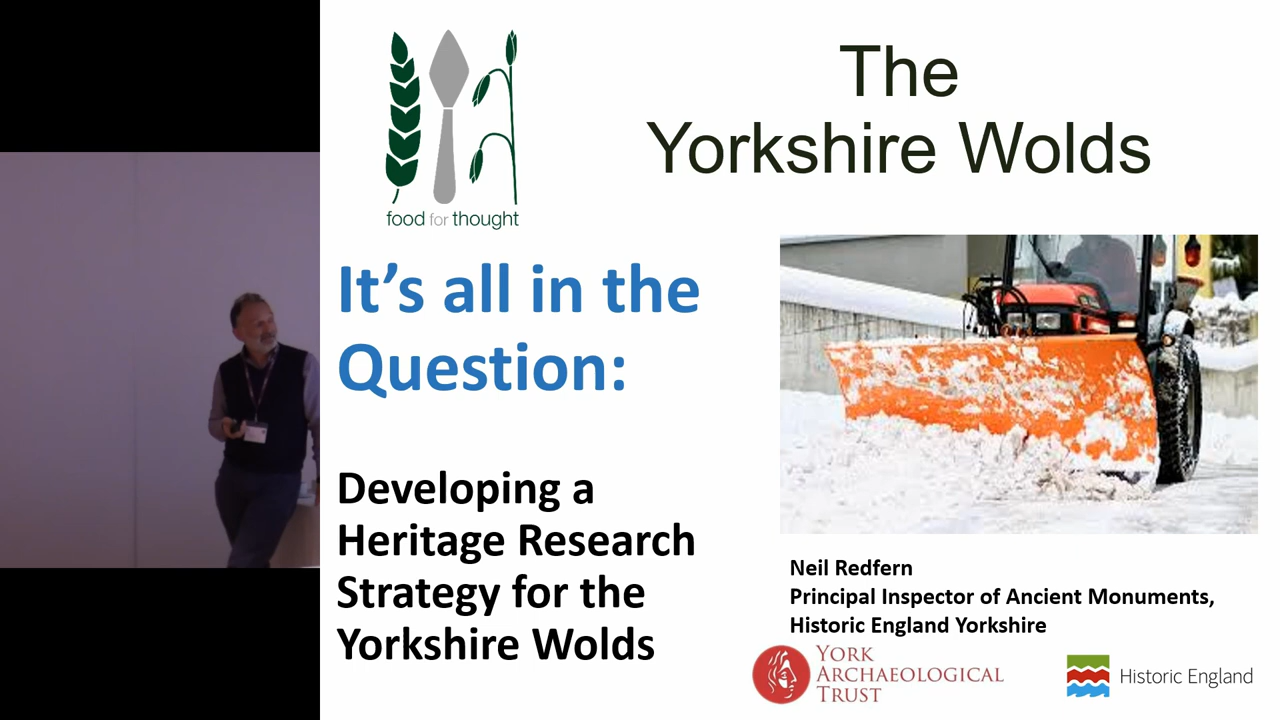 The
Yorkshire Wolds
food for thought
It's all in the
Question:
Developing a
Heritage Research
Strategy for the
Yorkshire Wolds
Neil Redfern
Principal Inspector of Ancient Monuments,
Historic England Yorkshire
YORK
ARCHAEOLOGICAL
TRUST
Historic England